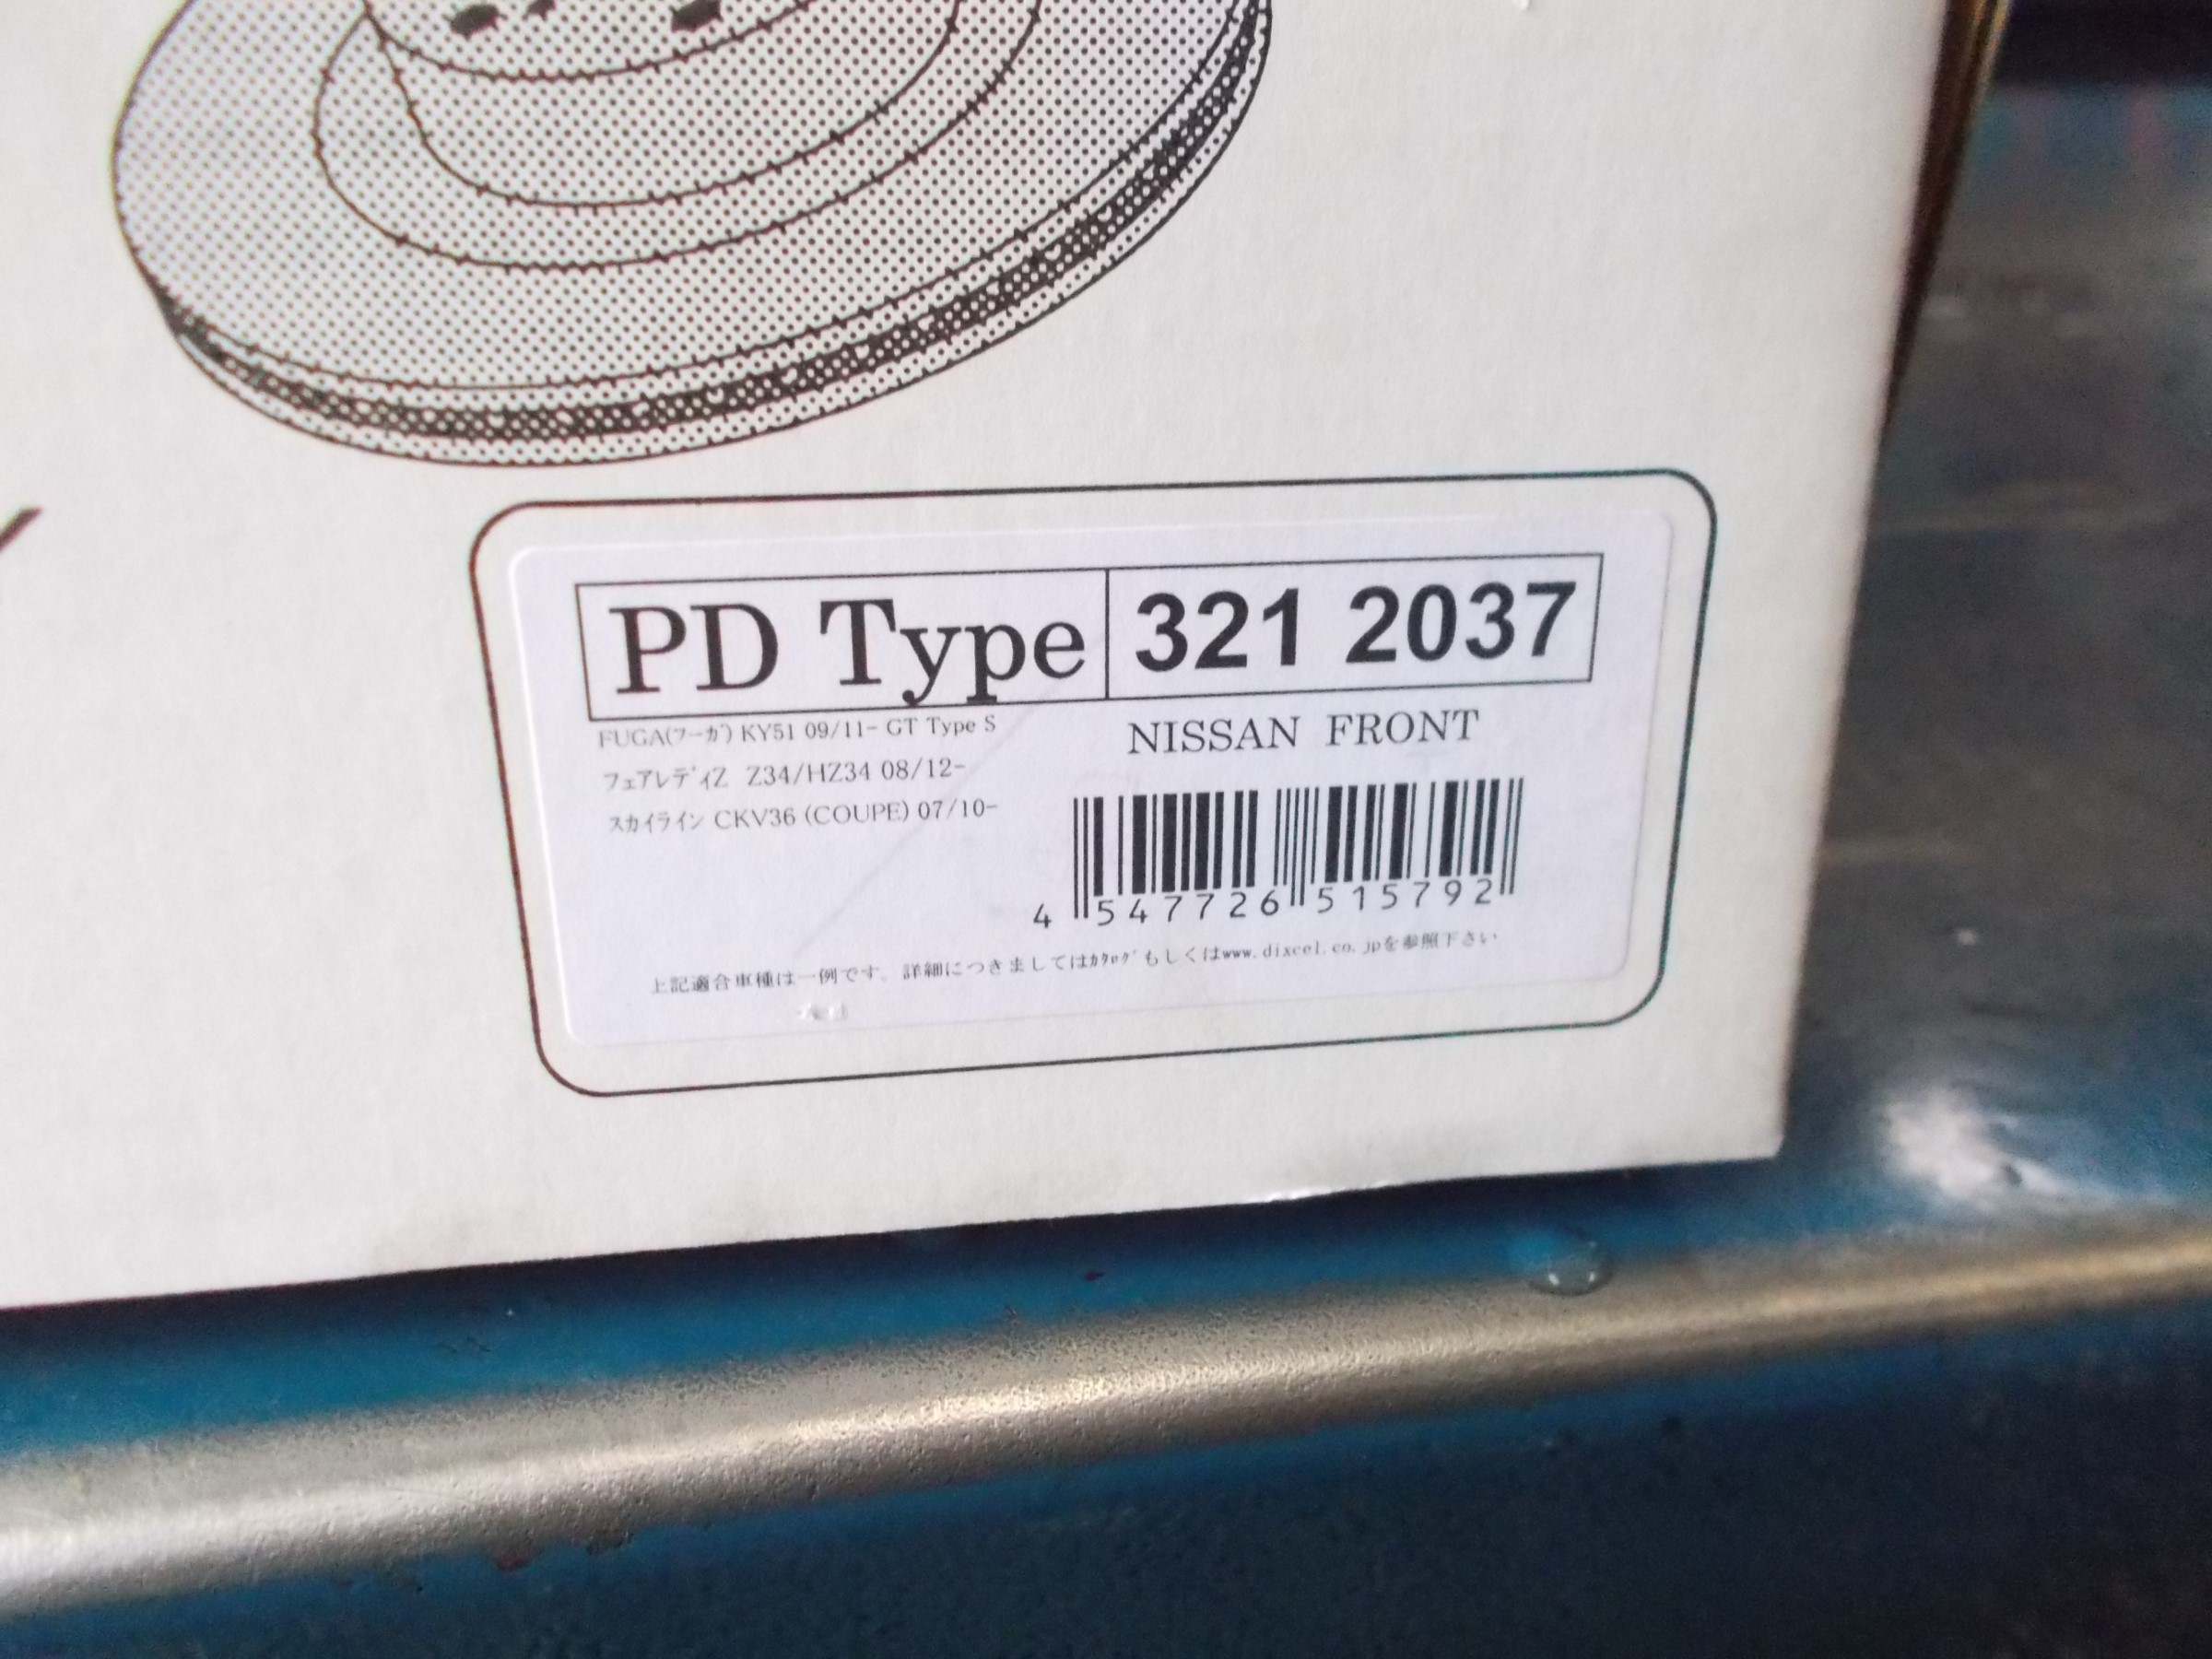 PD Type 321 2037
FUGA(フーガ) KY51 09/11- GT Type S
NISSAN FRONT
フェアレディZ Z34/HZ34 08/12-
スカイライン CKV36 (COUPE) 07/10-
4 547726 515792
上記適合車種は一例です。詳細につきましてはカタログもしくはwww.dixcel.co.jpを参照下さい